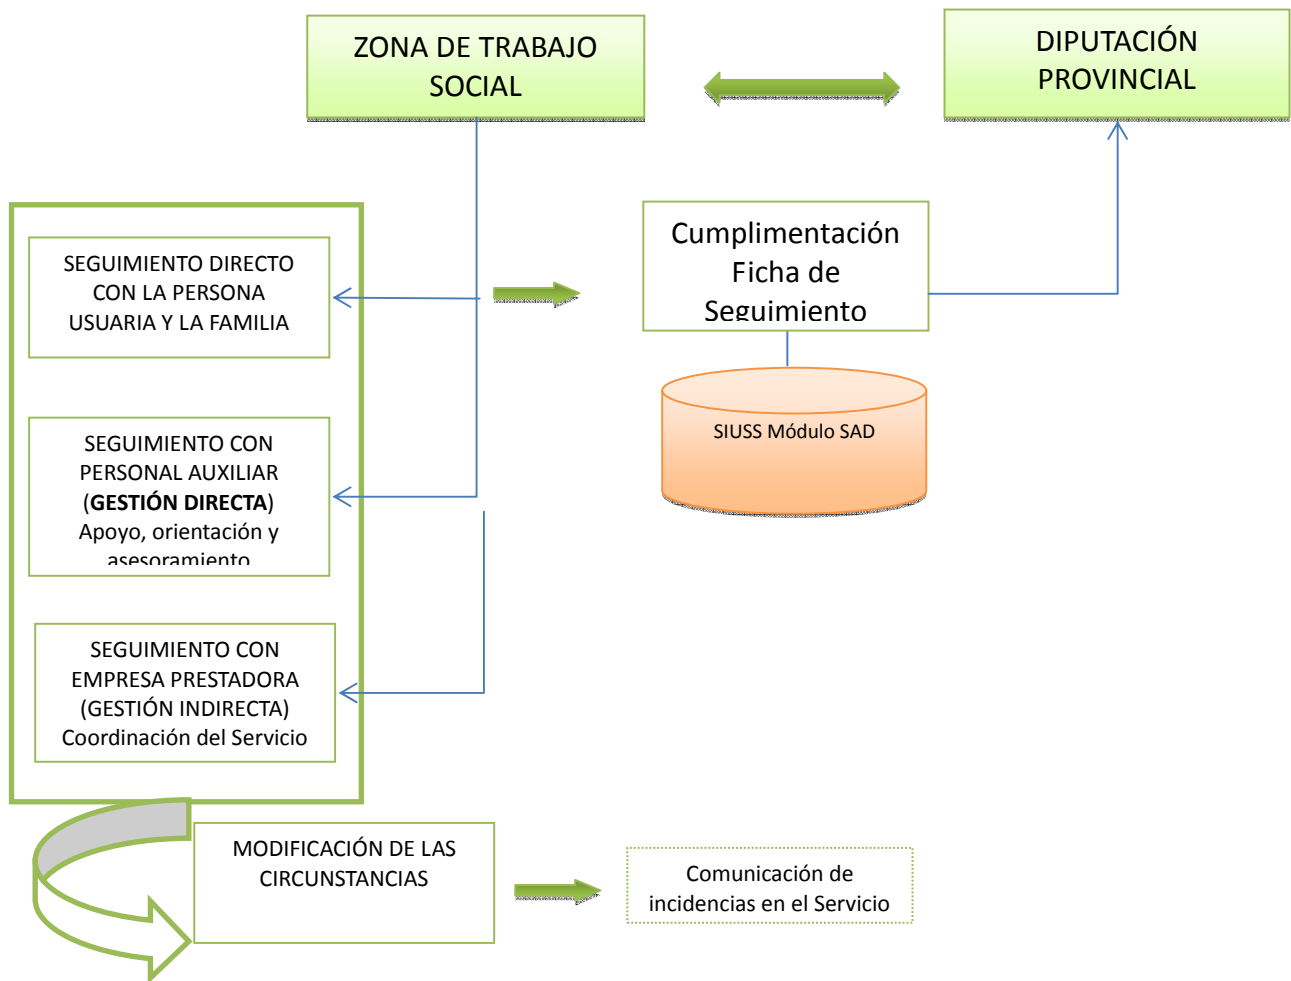 ZONA DE TRABAJO
SOCIAL
DIPUTACIÓN
PROVINCIAL
SEGUIMIENTO DIRECTO
CON LA PERSONA
USUARIA Y LA FAMILIA
Cumplimentación
Ficha de
Seguimiento
SIUSS Módulo SAD
SEGUIMIENTO CON
PERSONAL AUXILIAR
(GESTIÓN DIRECTA)
Apoyo, orientación y
asesoramiento
SEGUIMIENTO CON
EMPRESA PRESTADORA
(GESTIÓN INDIRECTA)
Coordinación del Servicio
MODIFICACIÓN DE LAS
CIRCUNSTANCIAS
Comunicación de
incidencias en el Servicio